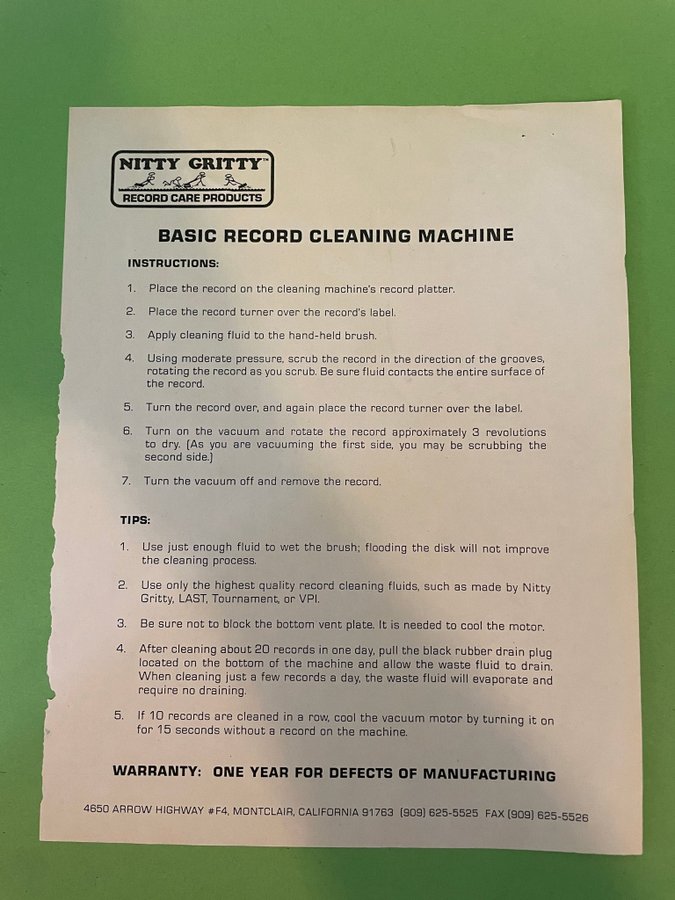 NITTY GRITTY™
RECORD CARE PRODUCTS
BASIC RECORD CLEANING MACHINE
INSTRUCTIONS:
1. Place the record on the cleaning machine's record platter.
2. Place the record turner over the record's label.
3. Apply cleaning fluid to the hand-held brush.
4. Using moderate pressure, scrub the record in the direction of the grooves,
rotating the record as you scrub. Be sure fluid contacts the entire surface of
the record.
5. Turn the record over, and again place the record turner over the label.
6. Turn on the vacuum and rotate the record approximately 3 revolutions
to dry. (As you are vacuuming the first side, you may be scrubbing the
second side.)
7. Turn the vacuum off and remove the record.
TIPS:
1. Use just enough fluid to wet the brush; flooding the disk will not improve
the cleaning process.
2. Use only the highest quality record cleaning fluids, such as made by Nitty
Gritty, LAST, Tournament, or VPI.
3. Be sure not to block the bottom vent plate. It is needed to cool the motor.
4. After cleaning about 20 records in one day, pull the black rubber drain plug
located on the bottom of the machine and allow the waste fluid to drain.
When cleaning just a few records a day, the waste fluid will evaporate and
require no draining.
5. If 10 records are cleaned in a row, cool the vacuum motor by turning it on
for 15 seconds without a record on the machine.
WARRANTY: ONE YEAR FOR DEFECTS OF MANUFACTURING
4650 ARROW HIGHWAY #F4, MONTCLAIR, CALIFORNIA 91763 (909) 625-5525 FAX (909) 625-5526